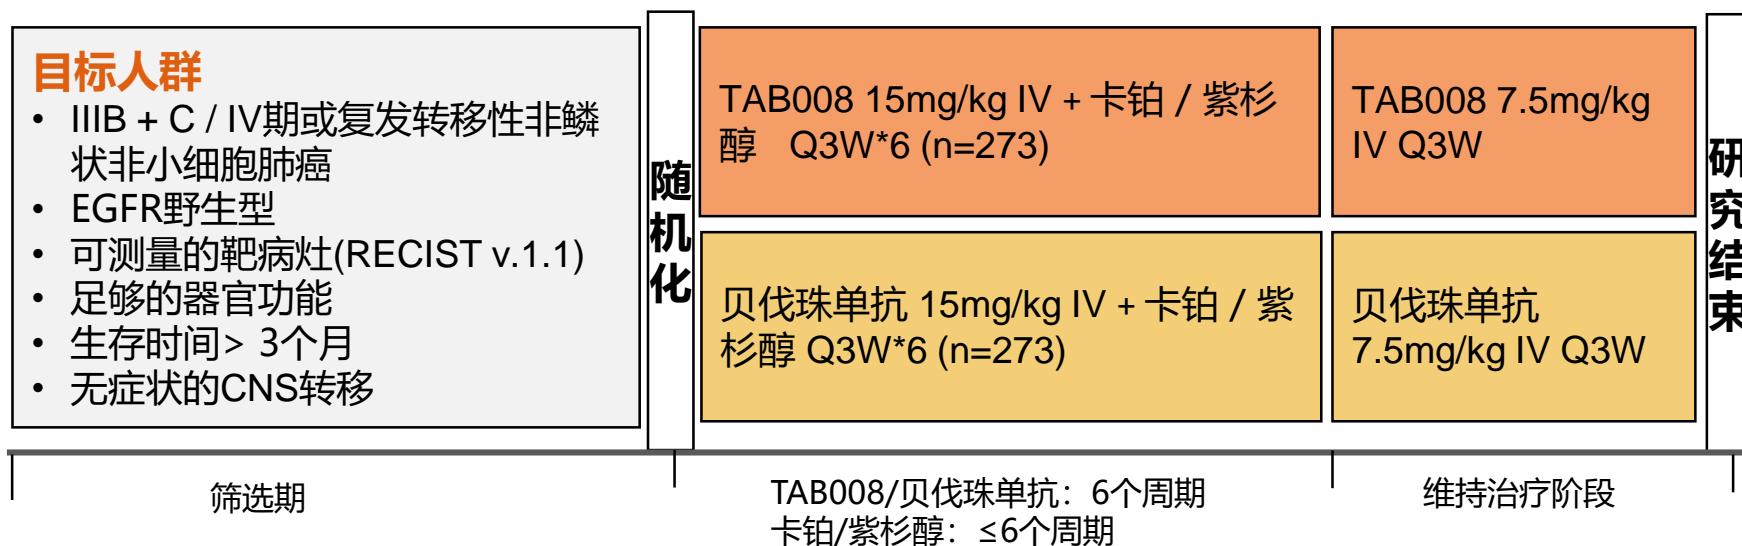 目标人群
• IIIB + C / IV期或复发转移性非鳞
状非小细胞肺癌
• EGFR野生型
• 可测量的靶病灶(RECIST v.1.1)
• 足够的器官功能
• 生存时间> 3个月
• 无症状的CNS转移
随
机
化
TAB008 15mg/kg IV + 卡铂 / 紫杉
醇 Q3W*6 (n=273)
TAB008 7.5mg/kg
IV Q3W
贝伐珠单抗 15mg/kg IV + 卡铂 / 紫
杉醇 Q3W*6 (n=273)
贝伐珠单抗
7.5mg/kg IV Q3W
研
究
结
束
筛选期
TAB008/贝伐珠单抗：6个周期
卡铂/紫杉醇：≤6个周期
维持治疗阶段